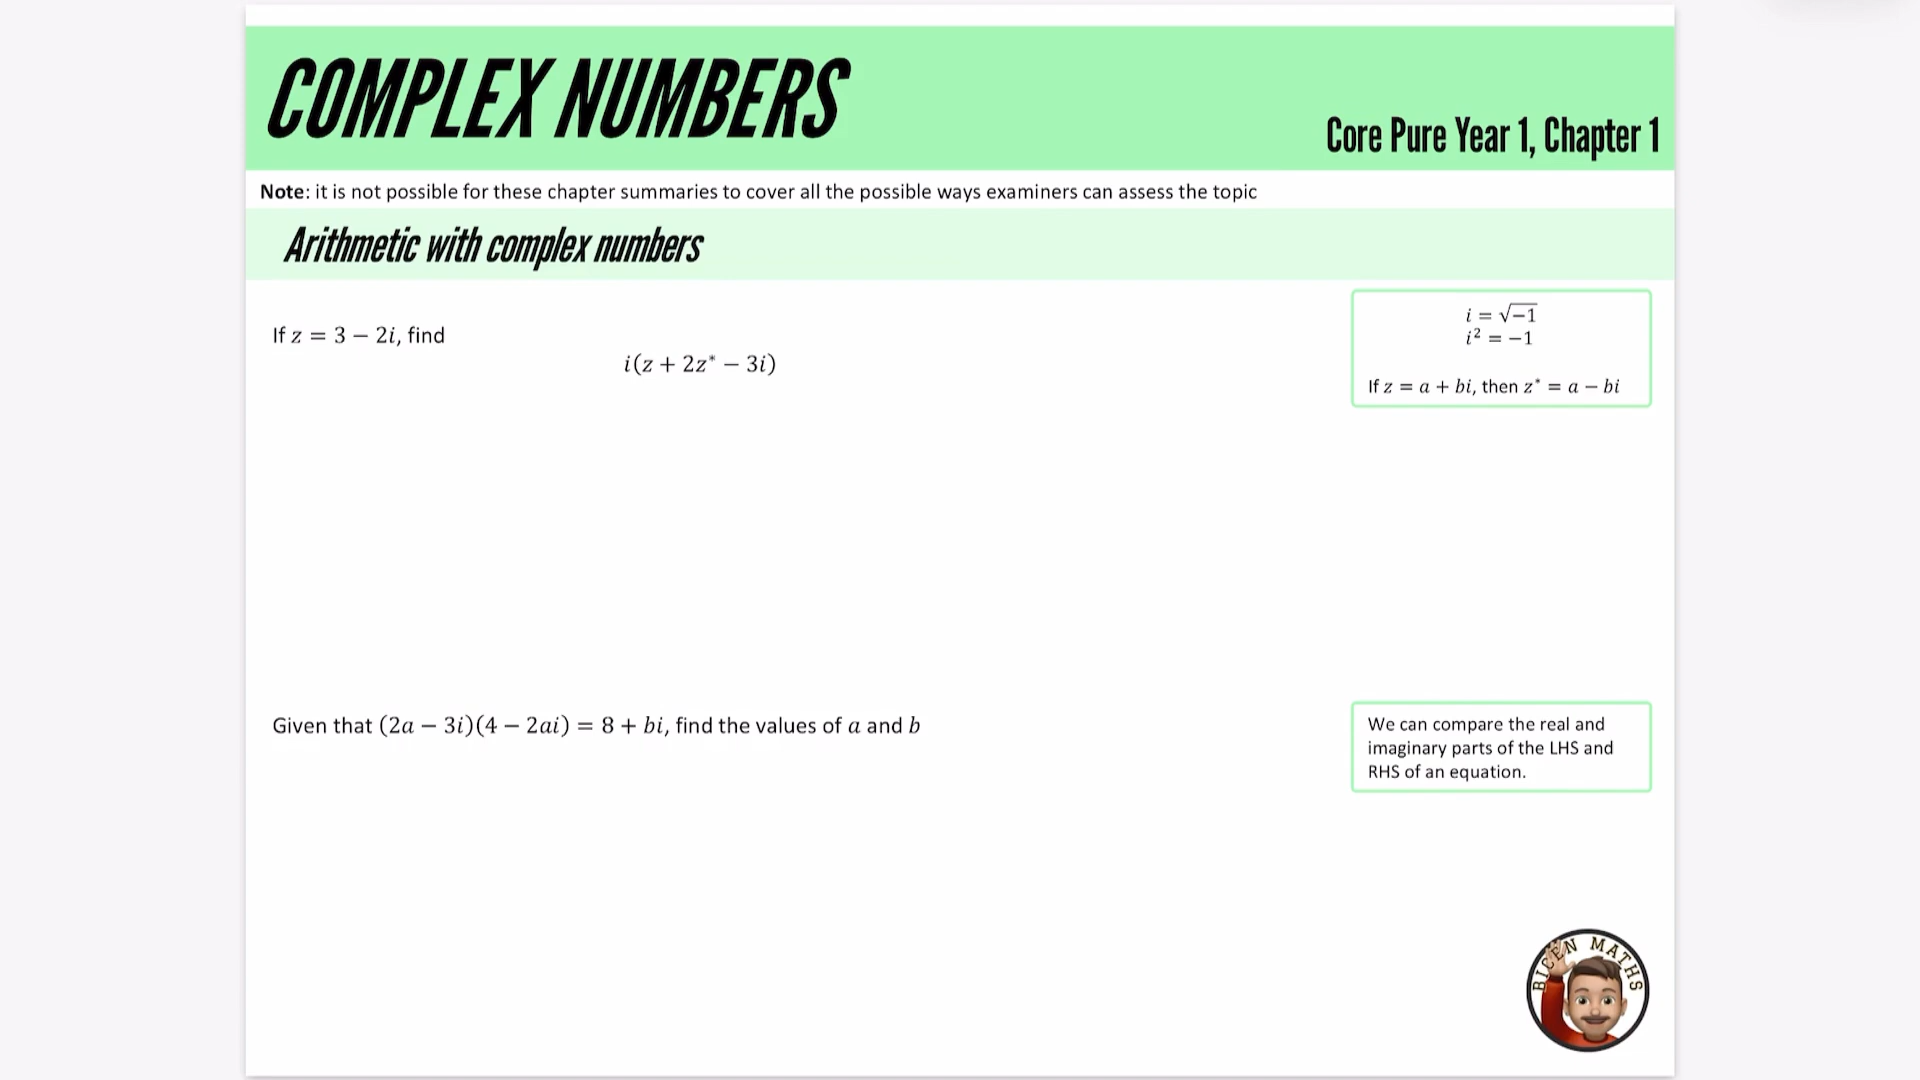 COMPLEX NUMBERS
Core Pure Year 1, Chapter 1
Note: it is not possible for these chapter summaries to cover all the possible ways examiners can assess the topic
Arithmetic with complex numbers
If z = 3 − 2i, find
i(z + 2z* − 3i)
i = √−1
i² = −1
If z = a + bi, then z* = a − bi
Given that (2a − 3i)(4 − 2ai) = 8 + bi, find the values of a and b
We can compare the real and
imaginary parts of the LHS and
RHS of an equation.
BICEN MATHS